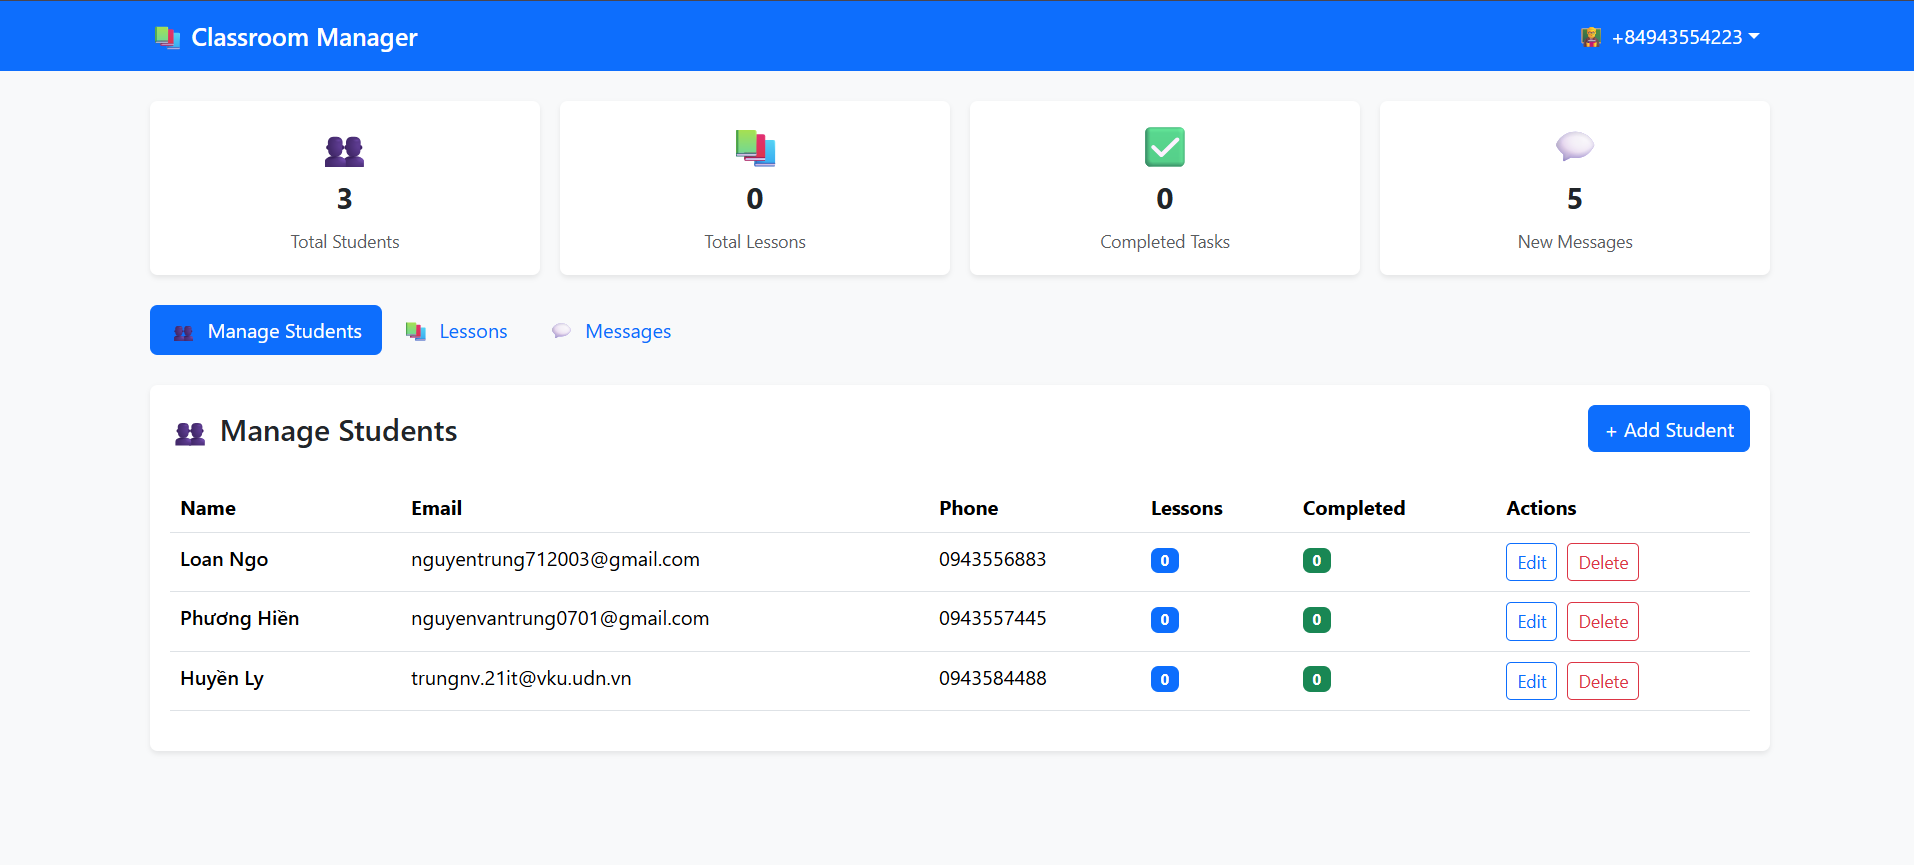 Classroom Manager
+84943554223
3
Total Students
0
Total Lessons
0
Completed Tasks
5
New Messages
Manage Students
Lessons
Messages
Manage Students
+ Add Student
Name Email Phone Lessons Completed Actions
Loan Ngo nguyentrung712003@gmail.com 0943556883 0 0 Edit Delete
Phương Hiền nguyenvantrung0701@gmail.com 0943557445 0 0 Edit Delete
Huyền Ly trungnv.21it@vku.udn.vn 0943584488 0 0 Edit Delete